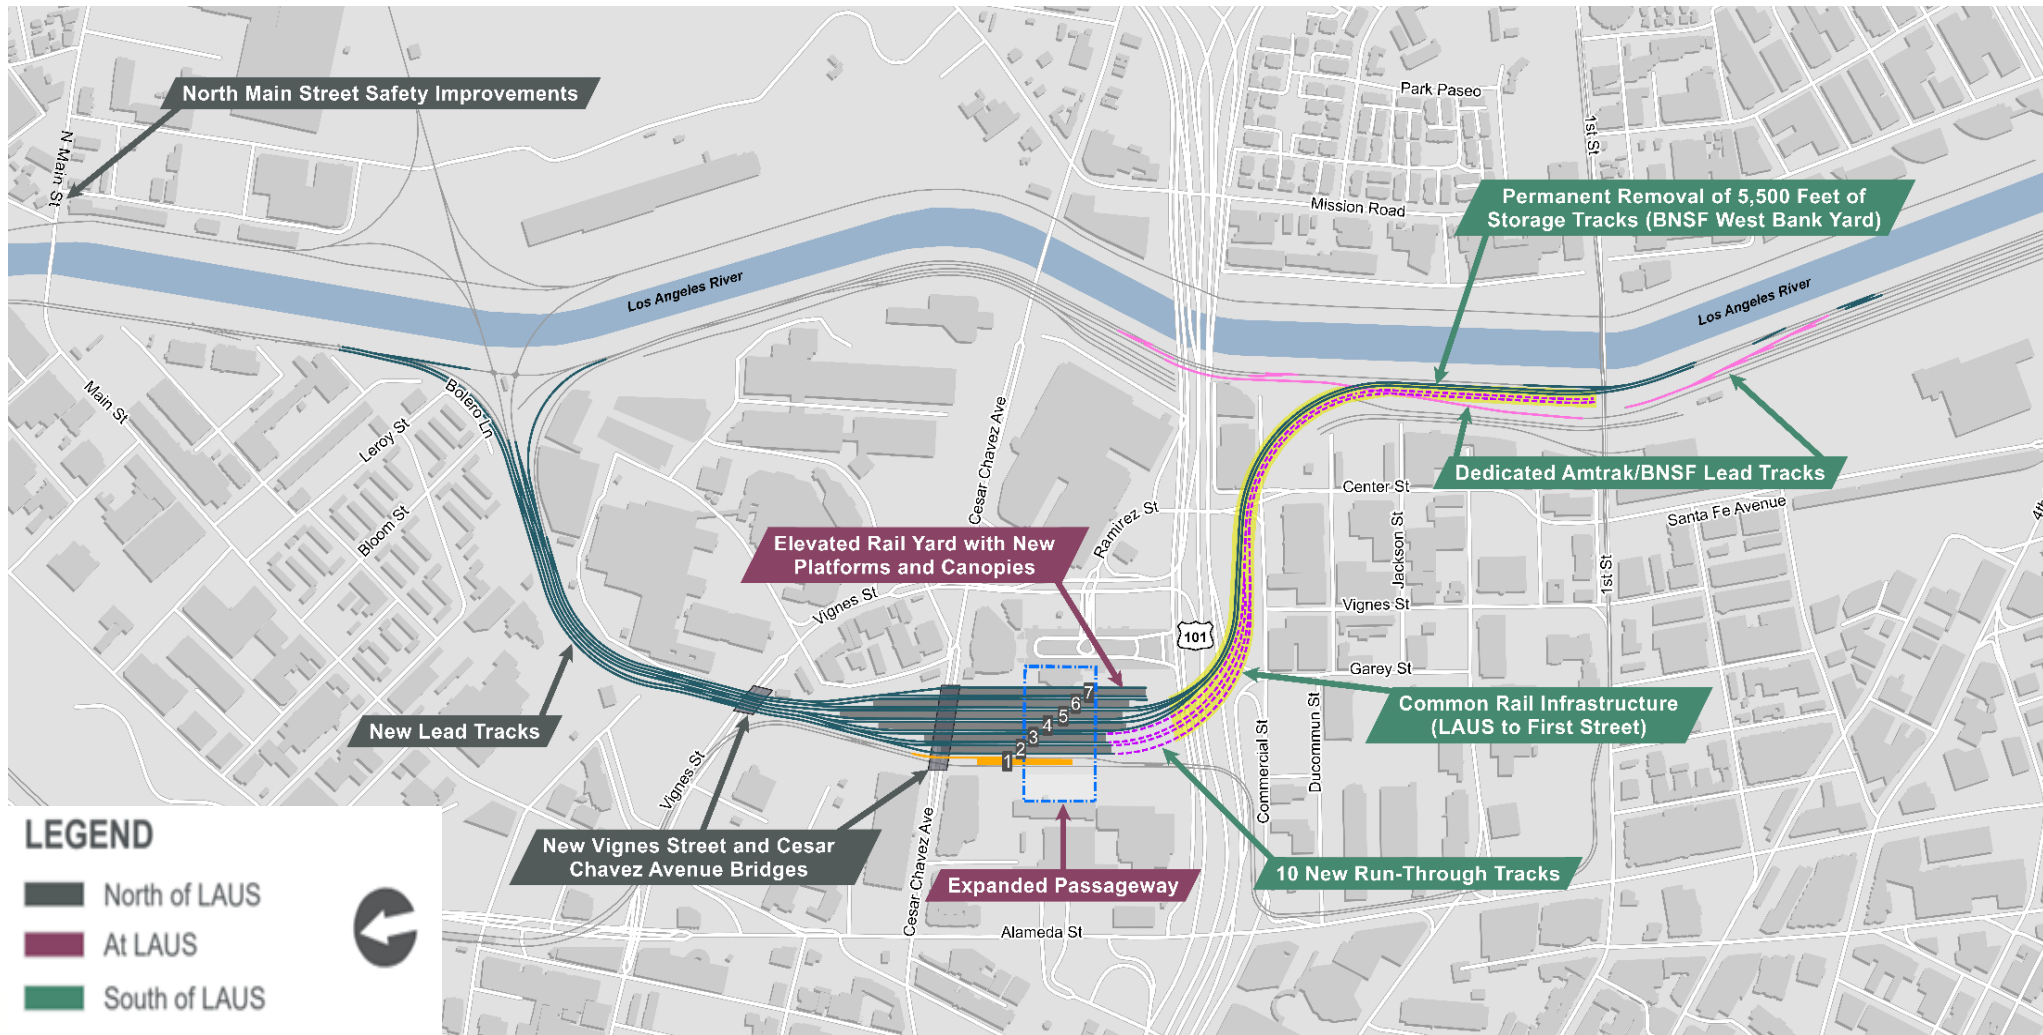 North Main Street Safety Improvements
N Main St
Park Paseo
1st St
Mission Road
Permanent Removal of 5,500 Feet of
Storage Tracks (BNSF West Bank Yard)
Los Angeles River
Los Angeles River
Main St
Bolero Ln
Leroy St
Bloom St
Cesar Chavez Ave
Ramirez St
Dedicated Amtrak/BNSF Lead Tracks
Center St
Santa Fe Avenue
4th
Jackson St
Elevated Rail Yard with New
Platforms and Canopies
Vignes St
Vignes St
1st St
101
Garey St
Common Rail Infrastructure
(LAUS to First Street)
7
6
5
4
3
2
1
New Lead Tracks
Vignes St
Commercial St
Ducommun St
New Vignes Street and Cesar
Chavez Avenue Bridges
Cesar Chavez Ave
Expanded Passageway
10 New Run-Through Tracks
Alameda St
LEGEND
North of LAUS
At LAUS
South of LAUS